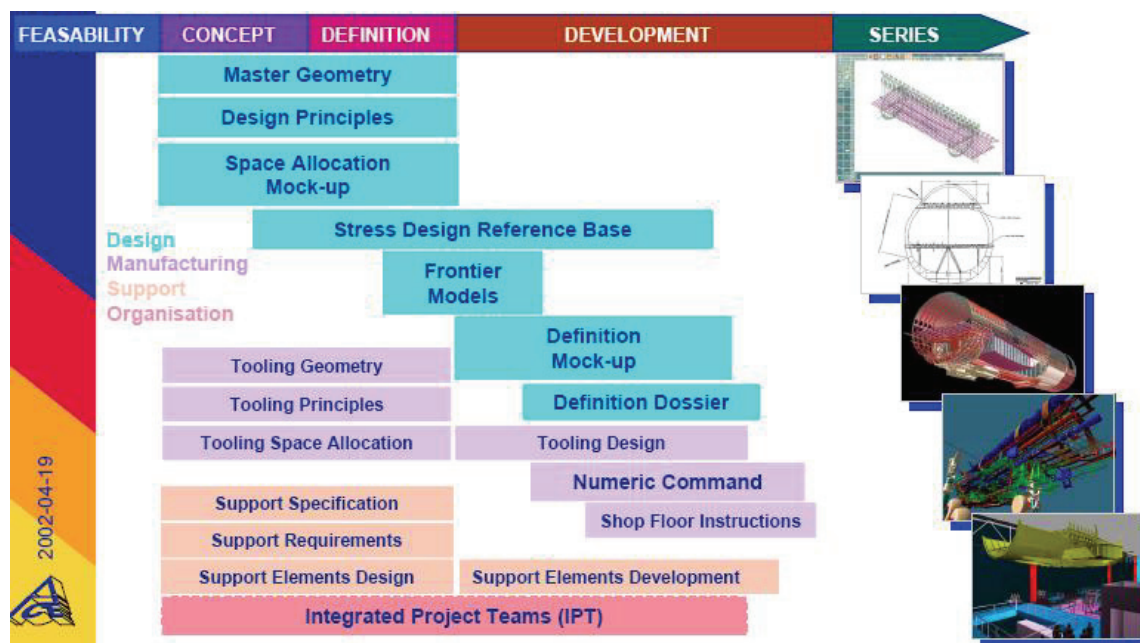 FEASABILITY
CONCEPT
DEFINITION
DEVELOPMENT
SERIES
Master Geometry
Design Principles
Space Allocation
Mock-up
Stress Design Reference Base
Design
Manufacturing
Support
Organisation
Frontier
Models
Definition
Mock-up
Tooling Geometry
Tooling Principles
Definition Dossier
Tooling Space Allocation
Tooling Design
Numeric Command
Support Specification
Shop Floor Instructions
Support Requirements
Support Elements Design
Support Elements Development
Integrated Project Teams (IPT)
2002-04-19
ACE